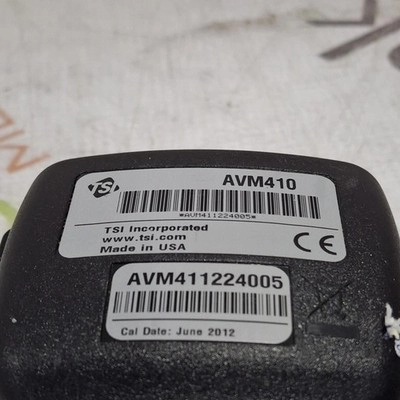 TSI
AVM410
*AVM411224005*
TSI Incorporated
www.tsi.com
Made in USA
CE
AVM411224005
Cal Date: June 2012